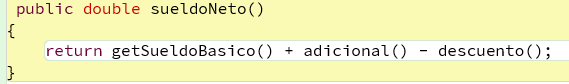 public double sueldoNeto()
{
return getSueldoBasico() + adicional() - descuento();
}